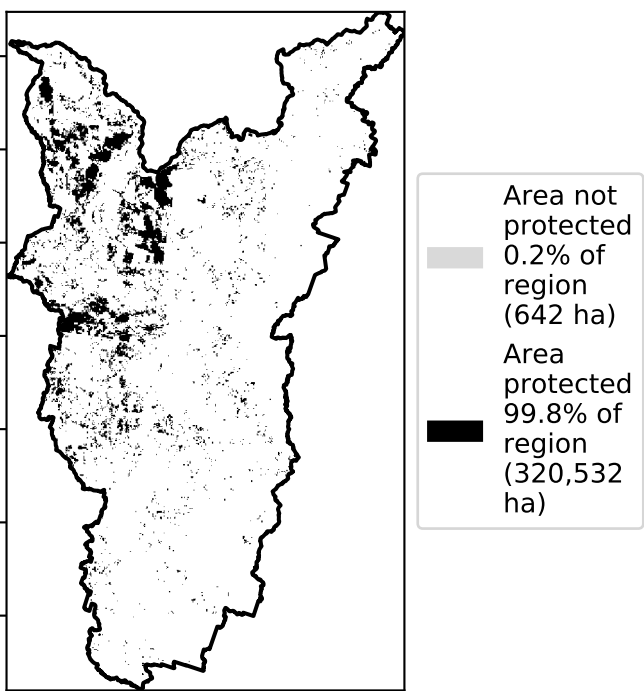 Area not
protected
0.2% of
region
(642 ha)
Area
protected
99.8% of
region
(320,532
ha)